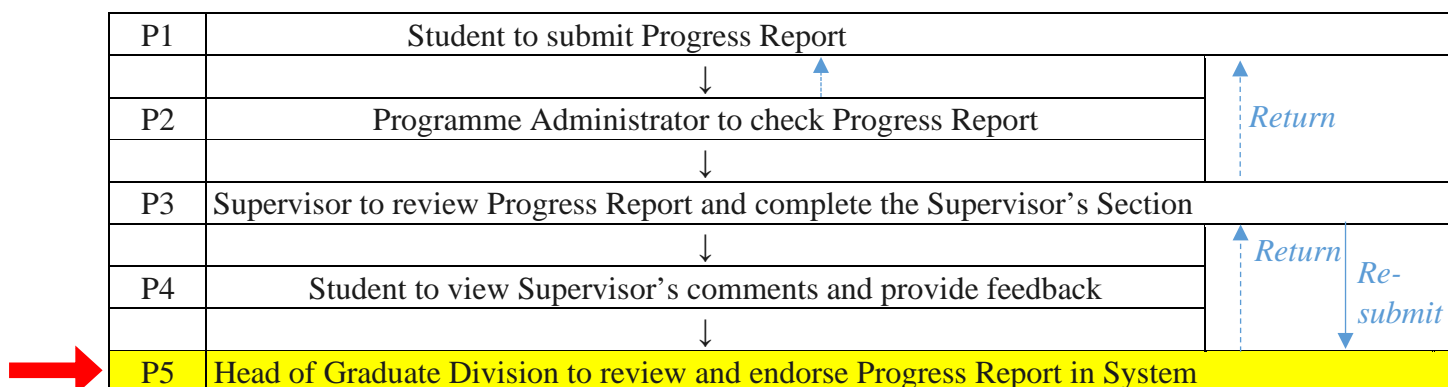 P1 Student to submit Progress Report
↓
P2 Programme Administrator to check Progress Report
Return
↓
P3 Supervisor to review Progress Report and complete the Supervisor’s Section
↓
Return
P4 Student to view Supervisor’s comments and provide feedback
Re-
submit
↓
P5 Head of Graduate Division to review and endorse Progress Report in System